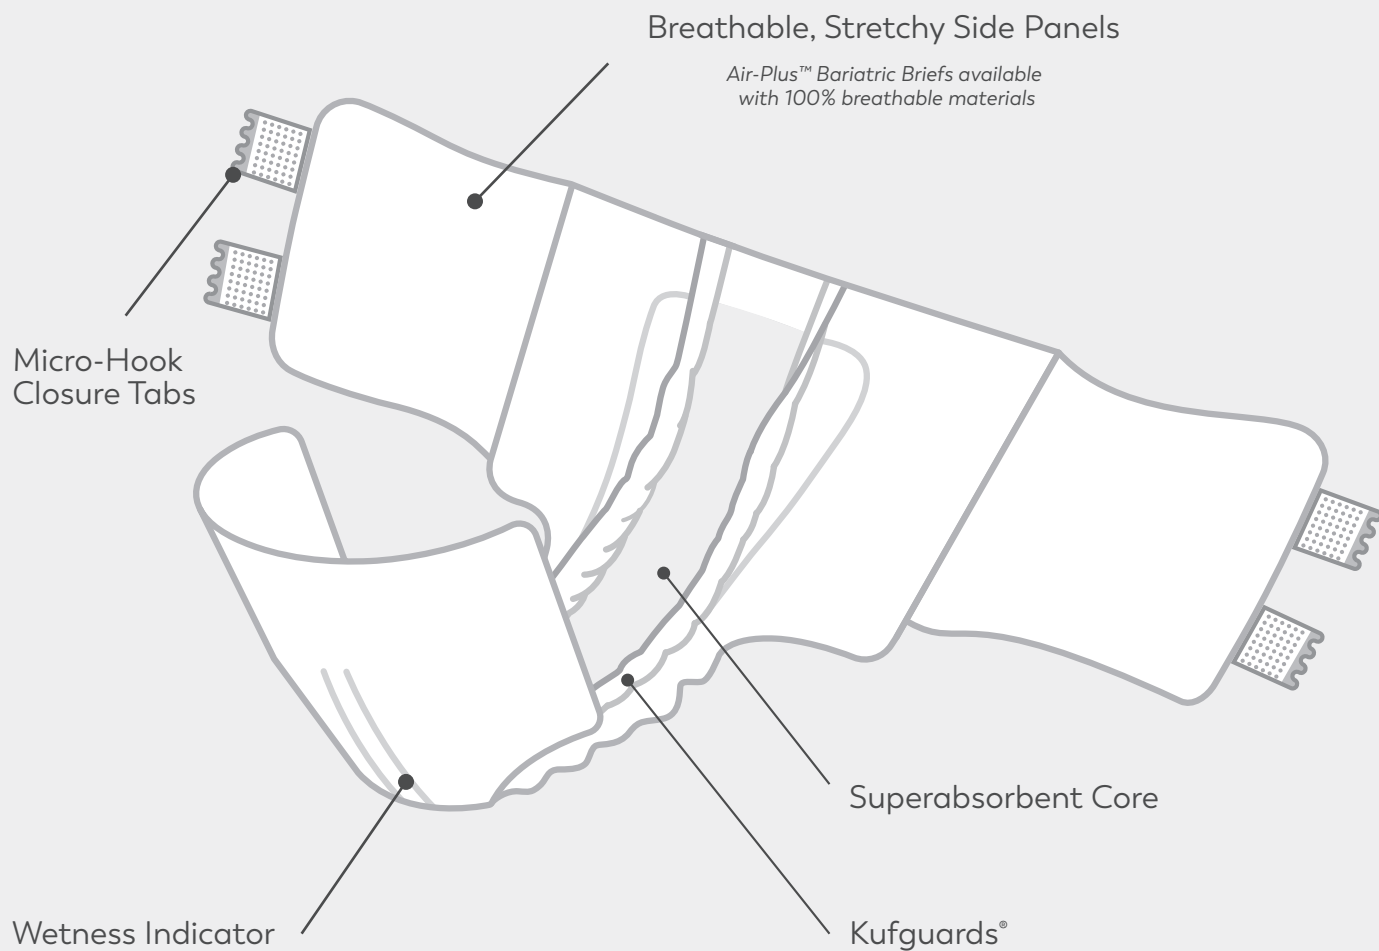 Breathable, Stretchy Side Panels
Air-Plus™ Bariatric Briefs available
with 100% breathable materials
Micro-Hook
Closure Tabs
Superabsorbent Core
Wetness Indicator
Kufguards®